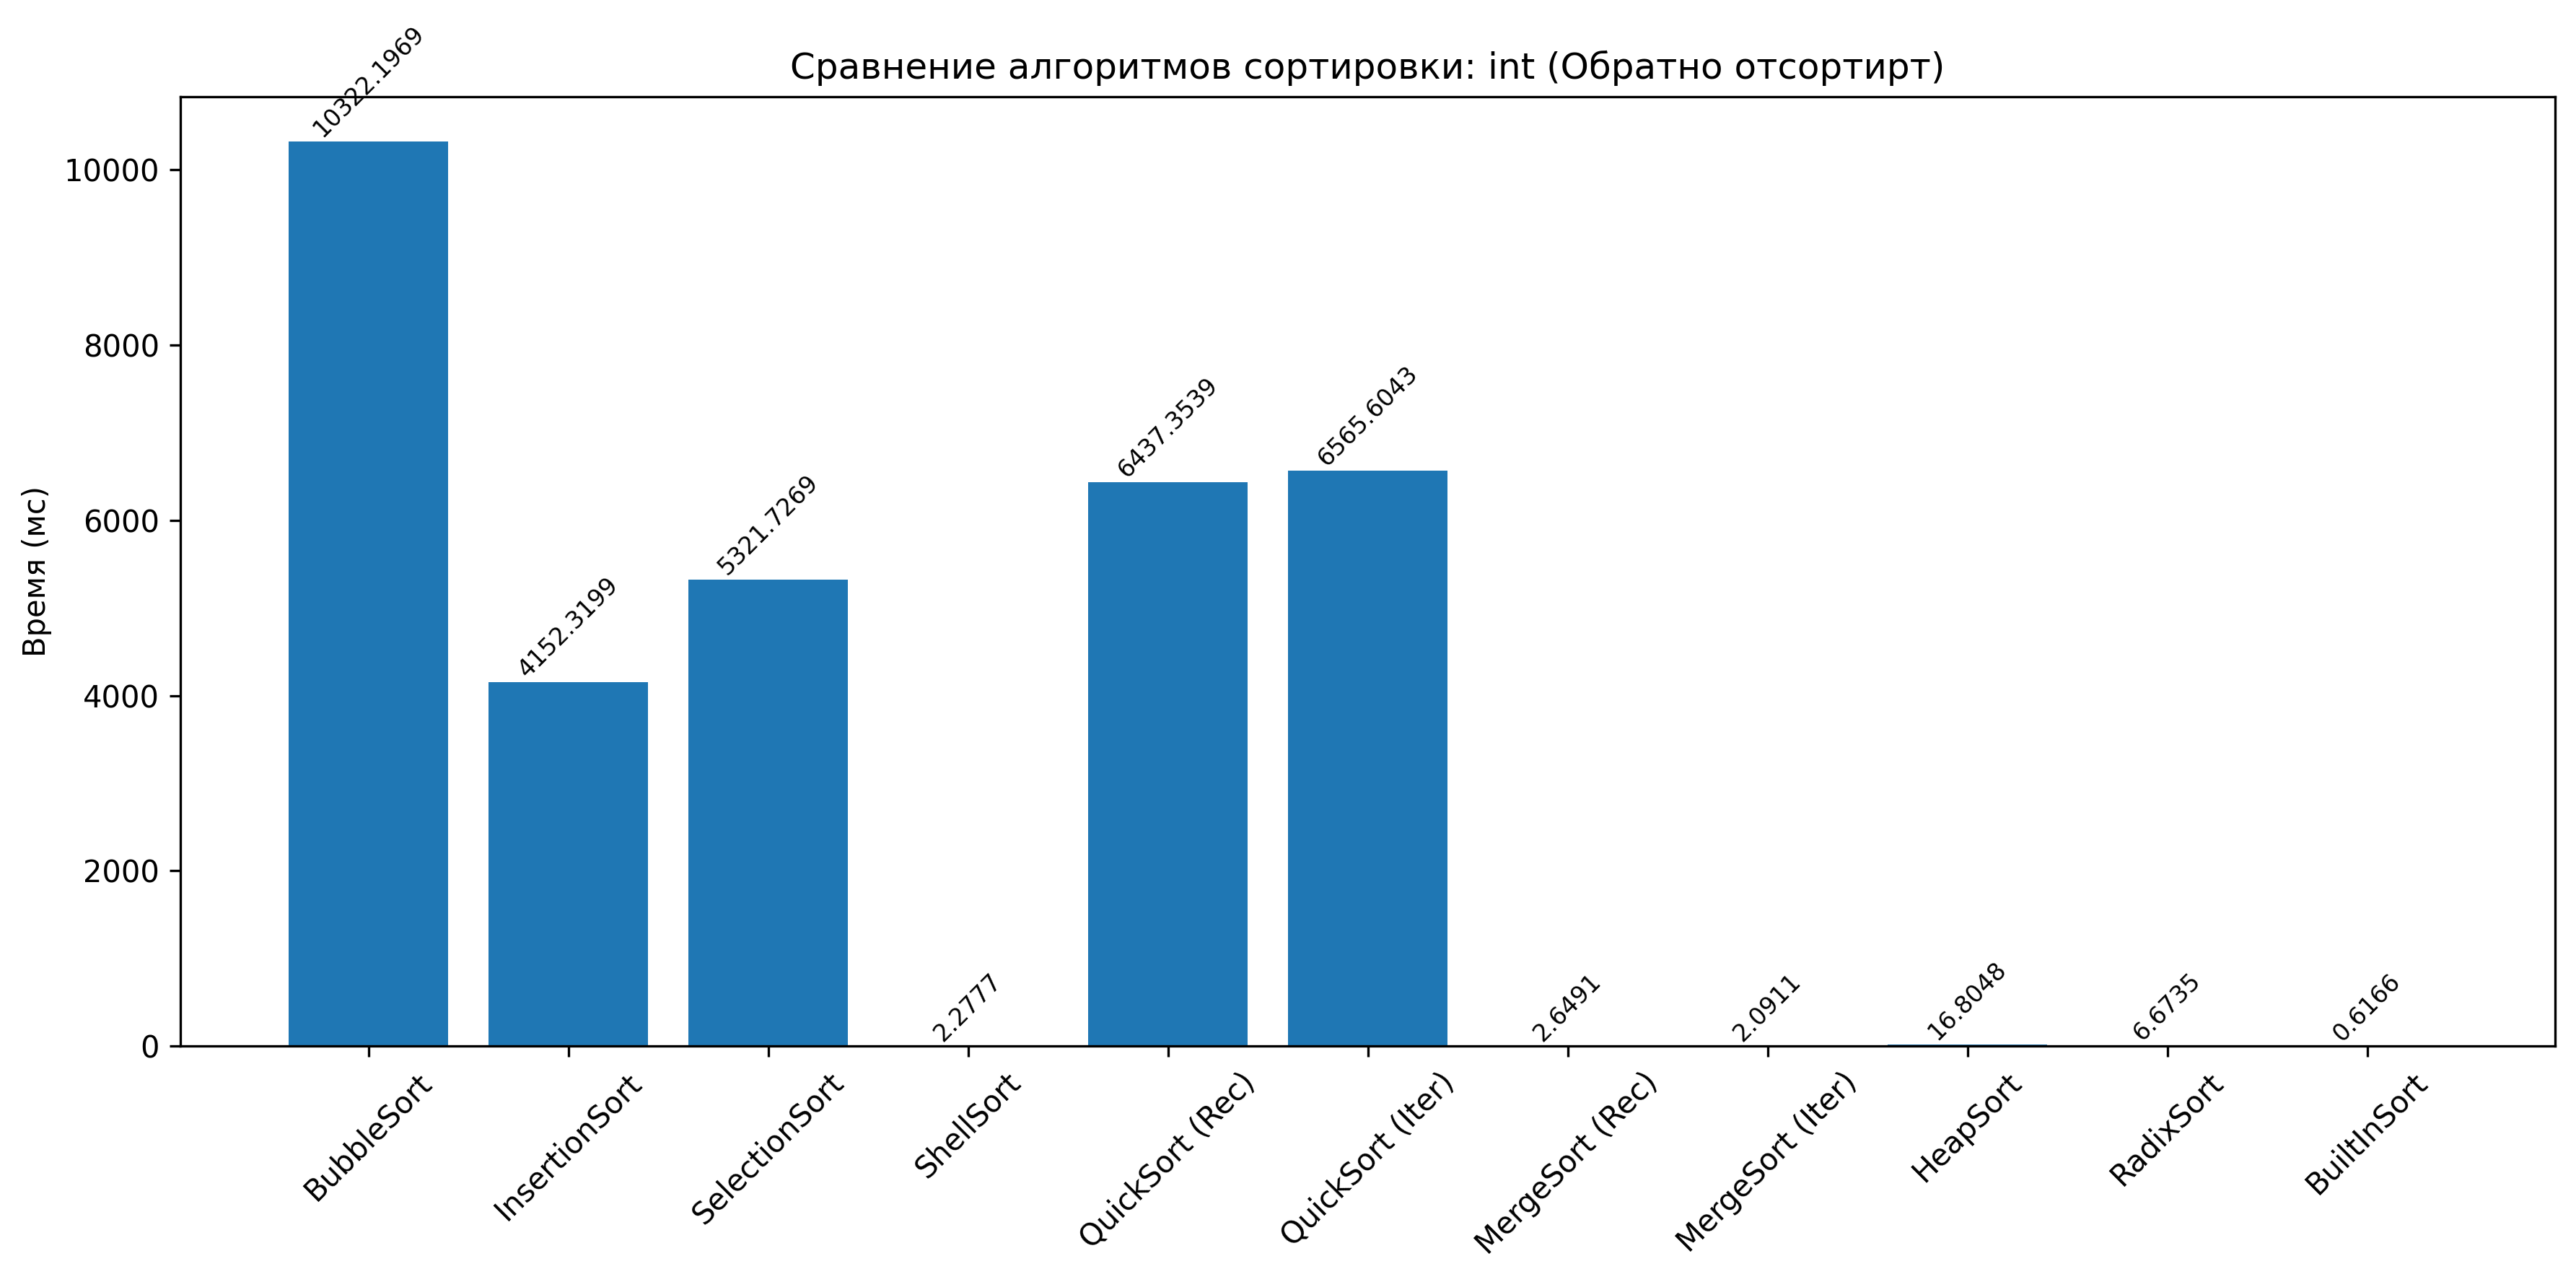 Сравнение алгоритмов сортировки: int (Обратно отсортирт)
Время (мс)
10000
8000
6000
4000
2000
0
10322.1969
4152.3199
5321.7269
2.2777
6437.3539
6565.6043
2.6491
2.0911
16.8048
6.6735
0.6166
BubbleSort
InsertionSort
SelectionSort
ShellSort
QuickSort (Rec)
QuickSort (Iter)
MergeSort (Rec)
MergeSort (Iter)
HeapSort
RadixSort
BuiltInSort